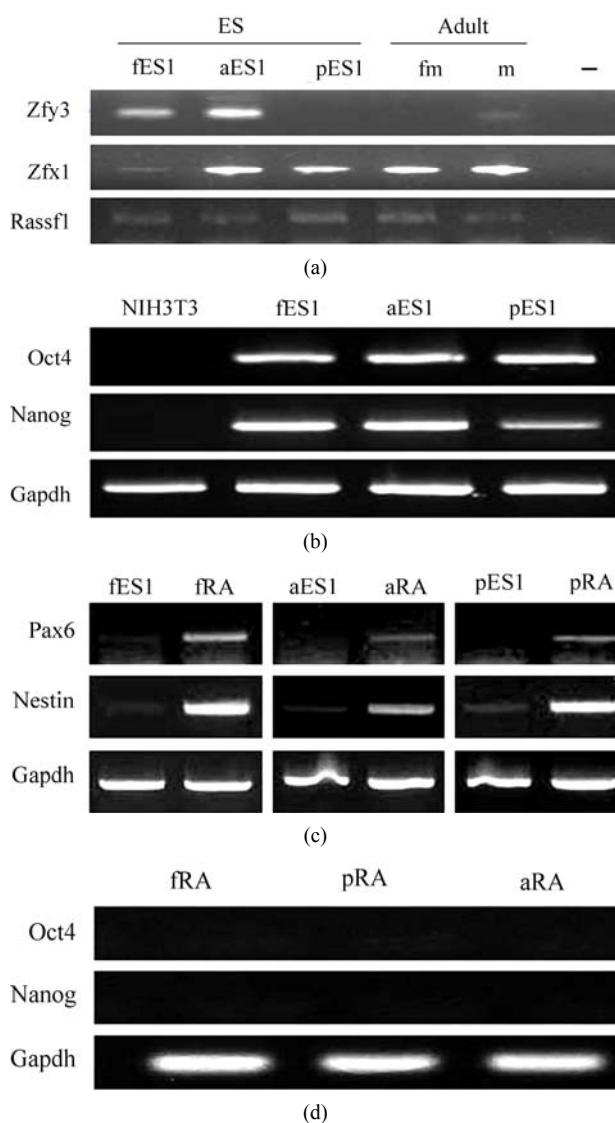 ES Adult
fES1 aES1 pES1 fm m –
Zfy3
Zfx1
Rassf1
(a)
NIH3T3 fES1 aES1 pES1
Oct4
Nanog
Gapdh
(b)
fES1 fRA aES1 aRA pES1 pRA
Pax6
Nestin
Gapdh
(c)
fRA pRA aRA
Oct4
Nanog
Gapdh
(d)